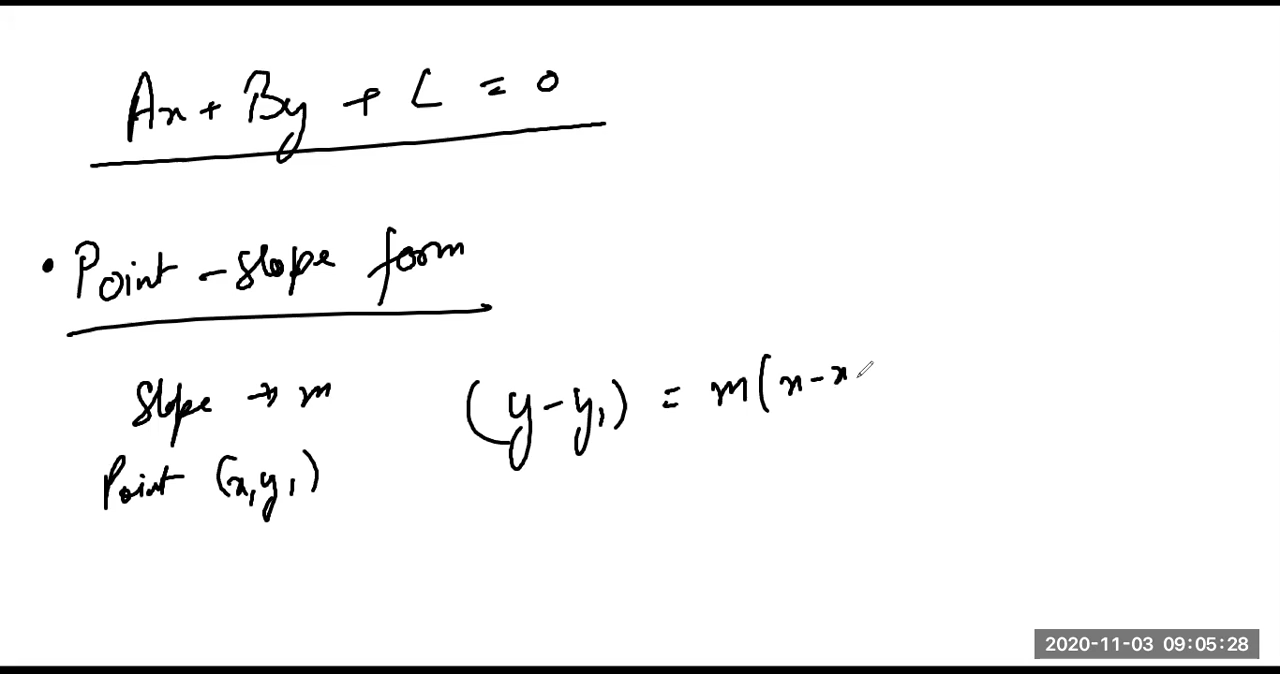 Ax + By + C = 0
• Point - slope form
Slope → m
(y - y₁) = m(x - x
Point (x₁y₁)
2020-11-03 09:05:28